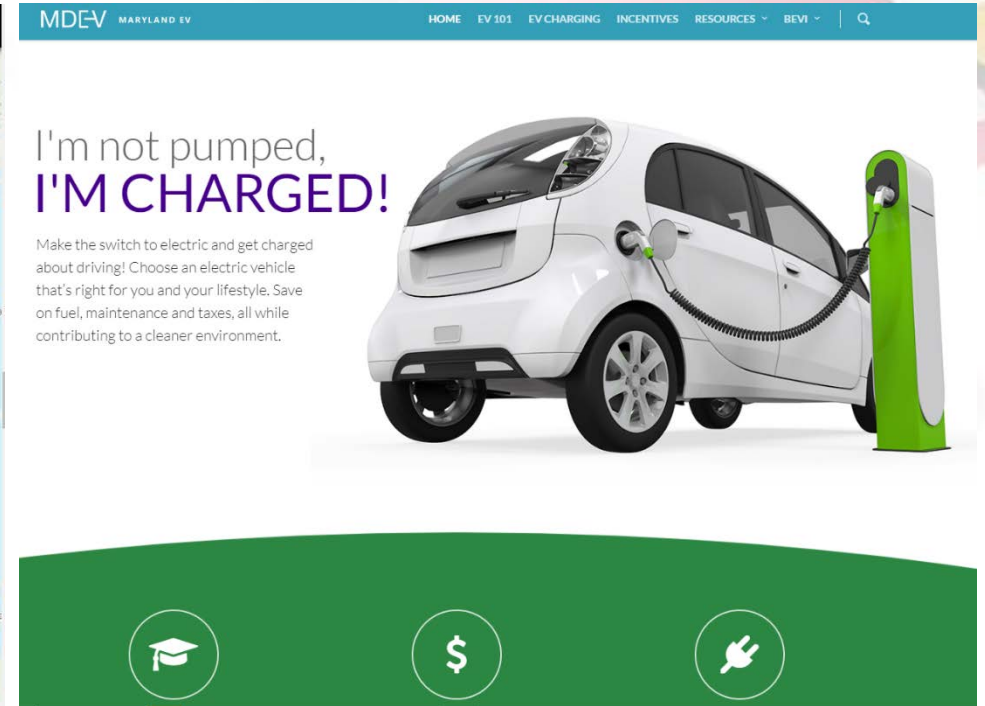 MDEV MARYLAND EV
HOME EV 101 EV CHARGING INCENTIVES RESOURCES BEVI
I'm not pumped,
I'M CHARGED!
Make the switch to electric and get charged
about driving! Choose an electric vehicle
that's right for you and your lifestyle. Save
on fuel, maintenance and taxes, all while
contributing to a cleaner environment.
$